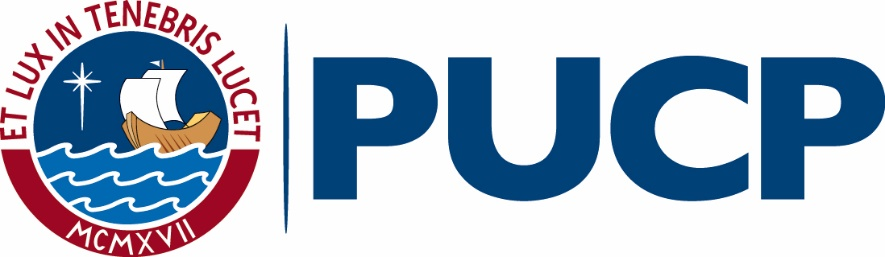 ET LUX IN TENEBRIS LUCET
MCMXVII
PUCP